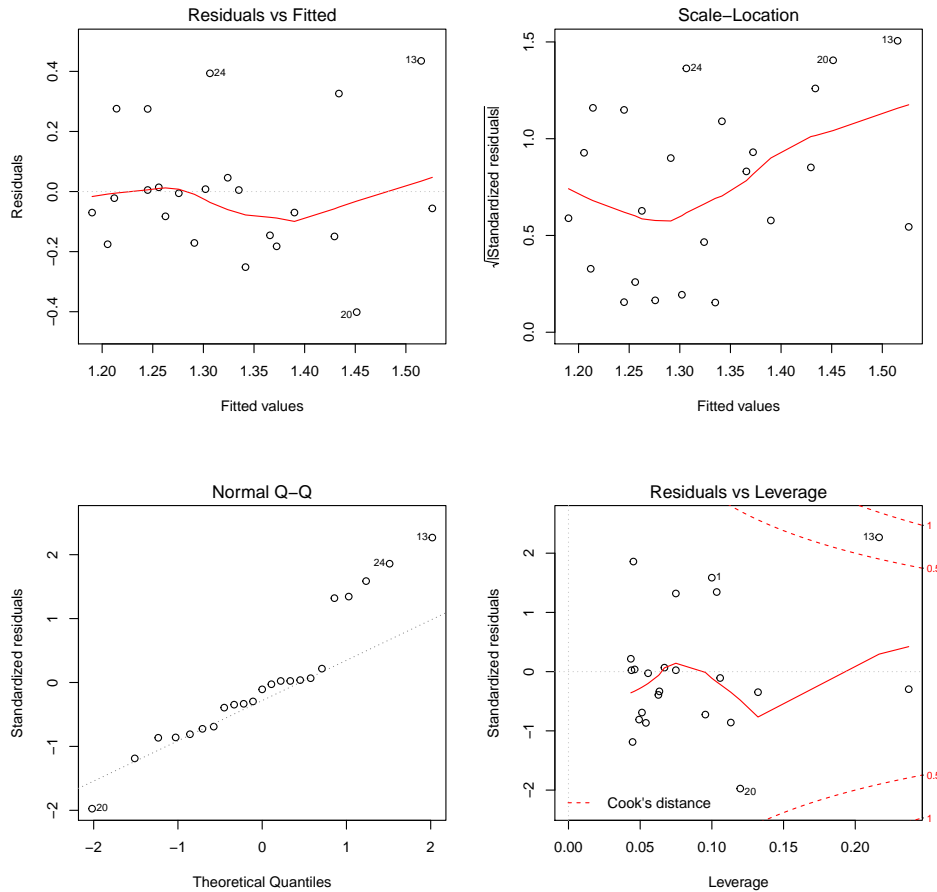 Residuals vs Fitted
Residuals
0.4
0.2
0.0
−0.2
−0.4
24
13
20
1.20 1.25 1.30 1.35 1.40 1.45 1.50
Fitted values
Scale−Location
√|Standardized residuals|
1.5
1.0
0.5
0.0
24
20
13
1.20 1.25 1.30 1.35 1.40 1.45 1.50
Fitted values
Normal Q−Q
Standardized residuals
2
1
0
−1
−2
13
24
20
−2 −1 0 1 2
Theoretical Quantiles
Residuals vs Leverage
Standardized residuals
2
1
0
−1
−2
13
1
20
1
0.5
0.5
1
Cook's distance
0.00 0.05 0.10 0.15 0.20
Leverage